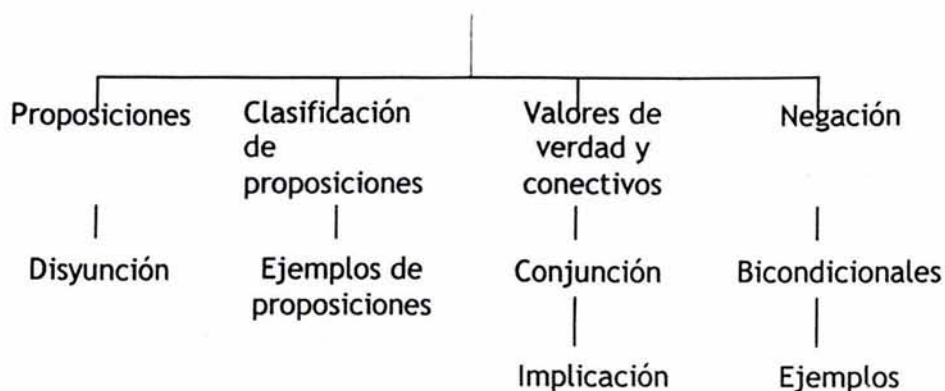 Proposiciones
Clasificación
de
proposiciones
Valores de
verdad y
conectivos
Negación
Disyunción
Ejemplos de
proposiciones
Conjunción
Bicondicionales
Implicación
Ejemplos